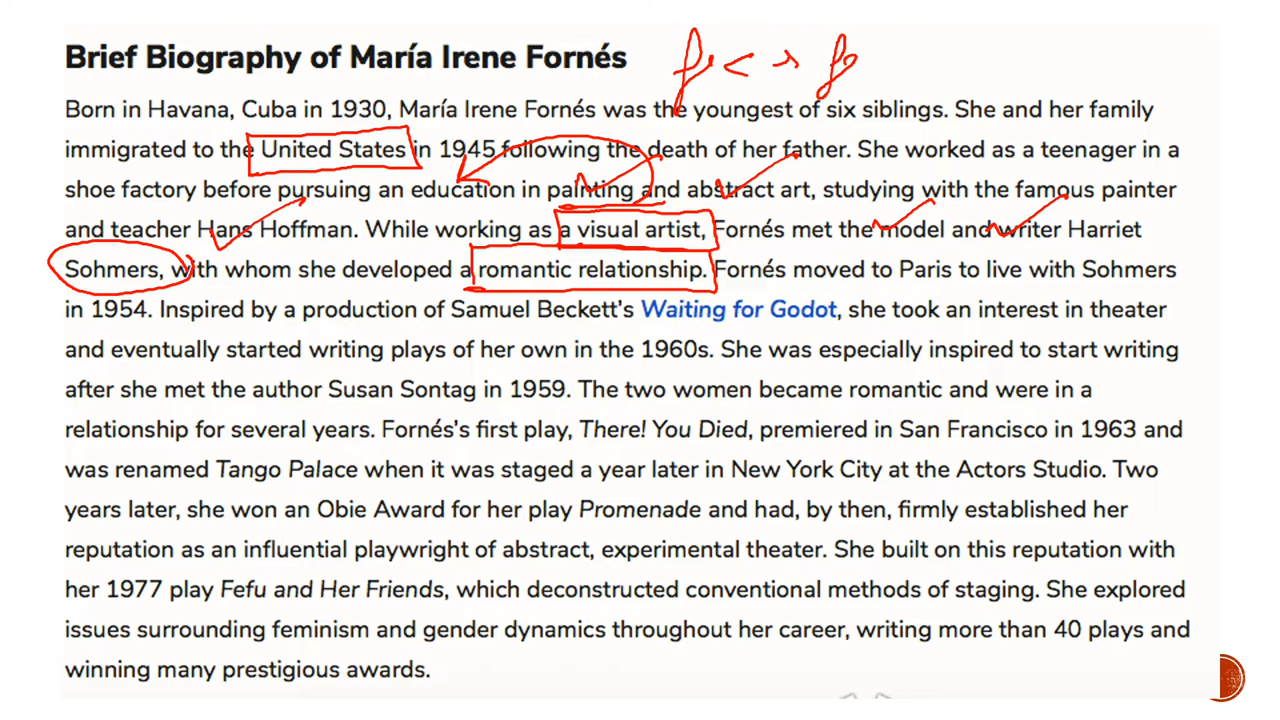 Brief Biography of María Irene Fornés
Born in Havana, Cuba in 1930, María Irene Fornés was the youngest of six siblings. She and her family
immigrated to the United States in 1945 following the death of her father. She worked as a teenager in a
shoe factory before pursuing an education in painting and abstract art, studying with the famous painter
and teacher Hans Hoffman. While working as a visual artist, Fornés met the model and writer Harriet
Sohmers, with whom she developed a romantic relationship. Fornés moved to Paris to live with Sohmers
in 1954. Inspired by a production of Samuel Beckett's Waiting for Godot, she took an interest in theater
and eventually started writing plays of her own in the 1960s. She was especially inspired to start writing
after she met the author Susan Sontag in 1959. The two women became romantic and were in a
relationship for several years. Fornés's first play, There! You Died, premiered in San Francisco in 1963 and
was renamed Tango Palace when it was staged a year later in New York City at the Actors Studio. Two
years later, she won an Obie Award for her play Promenade and had, by then, firmly established her
reputation as an influential playwright of abstract, experimental theater. She built on this reputation with
her 1977 play Fefu and Her Friends, which deconstructed conventional methods of staging. She explored
issues surrounding feminism and gender dynamics throughout her career, writing more than 40 plays and
winning many prestigious awards.